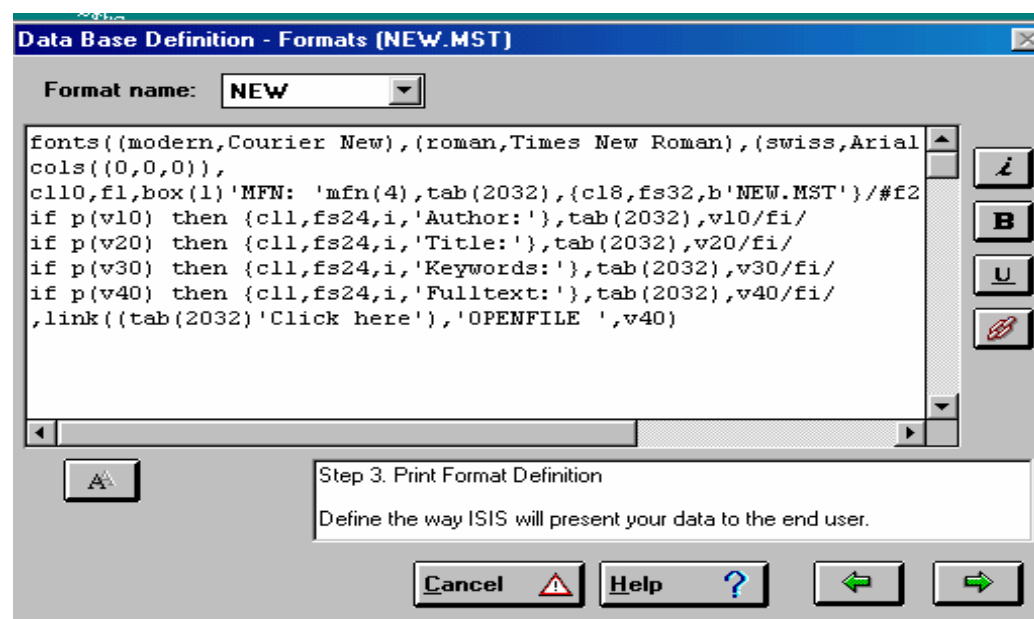 Data Base Definition - Formats (NEW.MST)
Format name: NEW
fonts((modern,Courier New),(roman,Times New Roman),(swiss,Arial
cols((0,0,0)),
cl10,f1,box(1)'MFN: 'mfn(4),tab(2032),{cl8,fs32,b'NEW.MST'}/#f2
if p(v10) then {cl1,fs24,i,'Author:'},tab(2032),v10/fi/
if p(v20) then {cl1,fs24,i,'Title:'},tab(2032),v20/fi/
if p(v30) then {cl1,fs24,i,'Keywords:'},tab(2032),v30/fi/
if p(v40) then {cl1,fs24,i,'Fulltext:'},tab(2032),v40/fi/
,link((tab(2032)'Click here'),'OPENFILE ',v40)
i
B
U
A
Step 3. Print Format Definition
Define the way ISIS will present your data to the end user.
Cancel Help ?